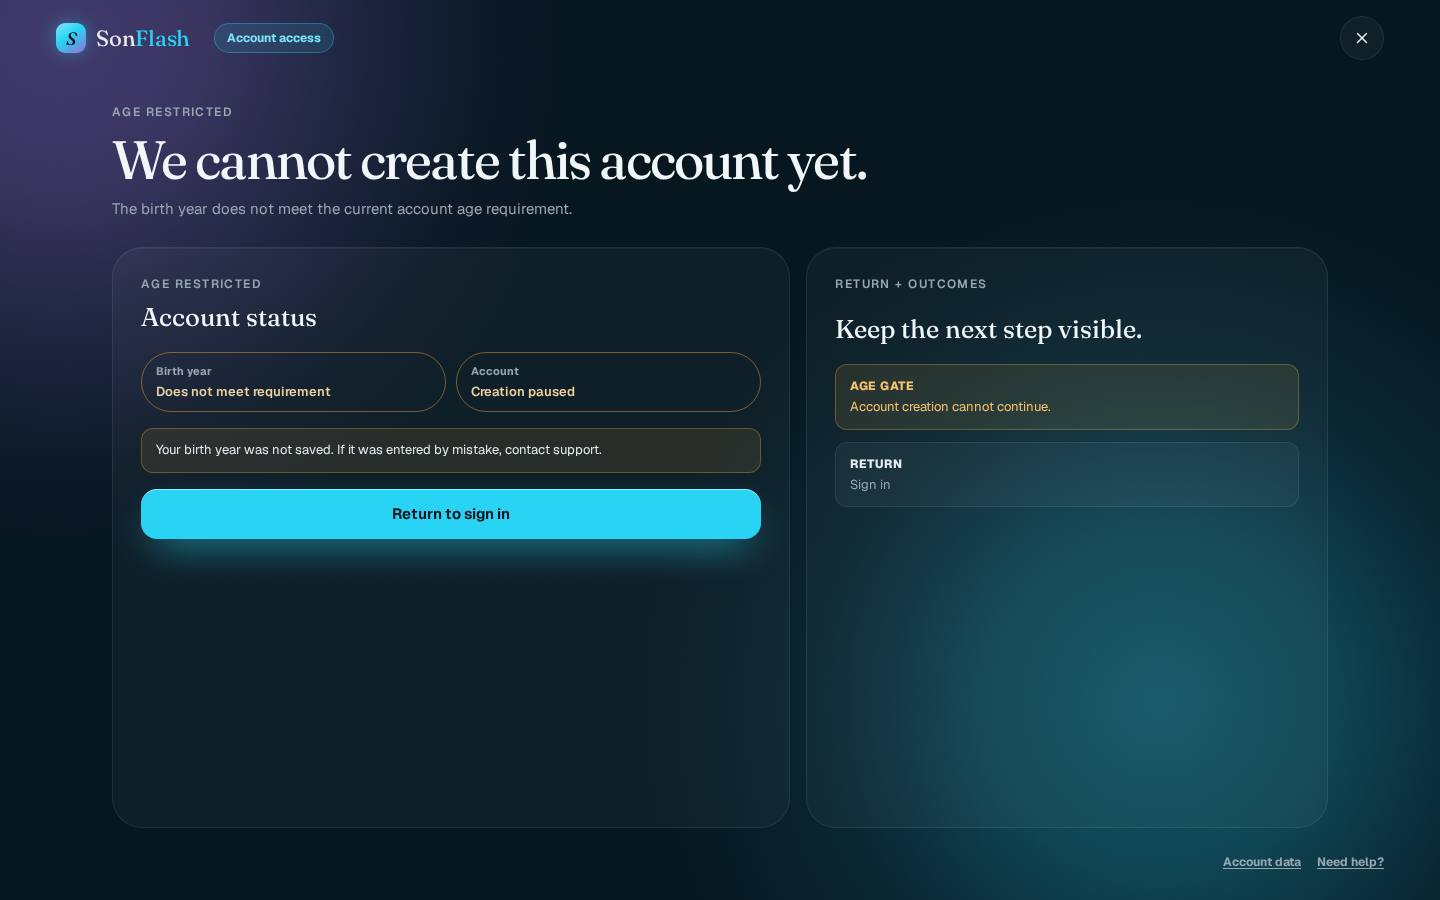 S SonFlash
Account access
AGE RESTRICTED
We cannot create this account yet.
The birth year does not meet the current account age requirement.
AGE RESTRICTED
Account status
Birth year
Does not meet requirement
Account
Creation paused
Your birth year was not saved. If it was entered by mistake, contact support.
Return to sign in
RETURN + OUTCOMES
Keep the next step visible.
AGE GATE
Account creation cannot continue.
RETURN
Sign in
Account data
Need help?